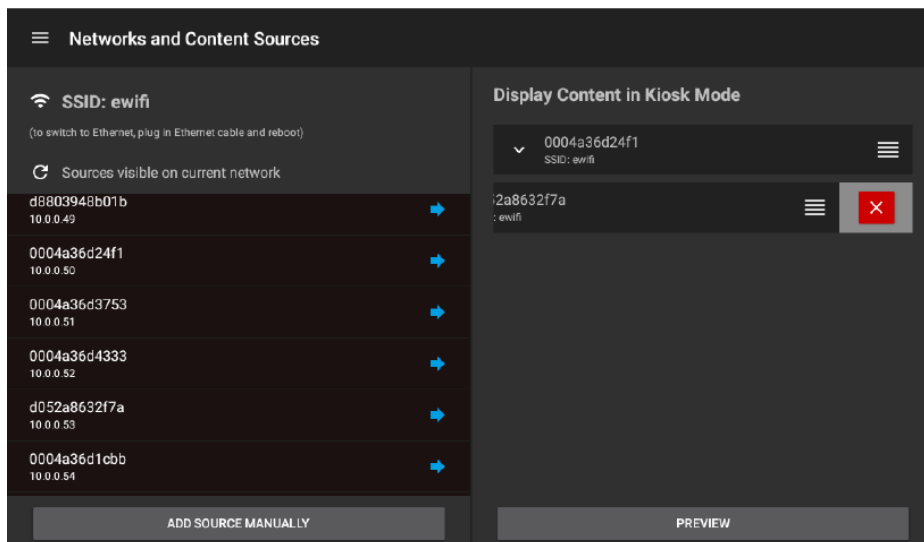 Networks and Content Sources
SSID: ewifi
(to switch to Ethernet, plug in Ethernet cable and reboot)
Sources visible on current network
d8803948b01b
10.0.0.49
0004a36d24f1
10.0.0.50
0004a36d3753
10.0.0.51
0004a36d4333
10.0.0.52
d052a8632f7a
10.0.0.53
0004a36d1cbb
10.0.0.54
ADD SOURCE MANUALLY
Display Content in Kiosk Mode
0004a36d24f1
SSID: ewifi
52a8632f7a
: ewifi
PREVIEW